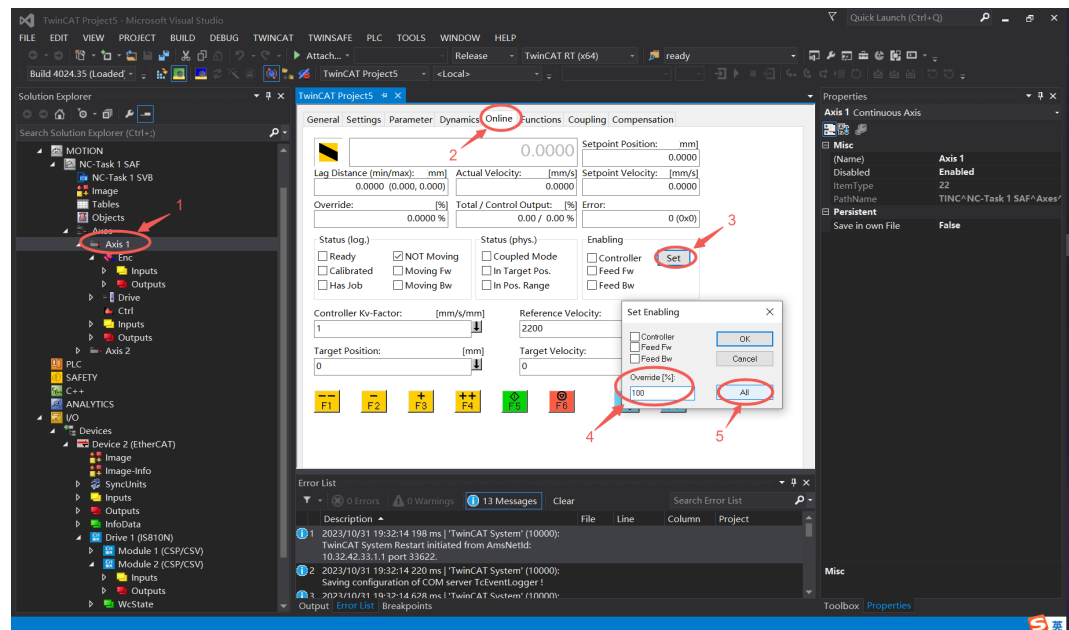 TwinCAT Project5 - Microsoft Visual Studio
Quick Launch (Ctrl+Q)
FILE EDIT VIEW PROJECT BUILD DEBUG TWINCAT TWINSAFE PLC TOOLS WINDOW HELP
Attach... Release TwinCAT RT (x64) ready
Build 4024.35 (Loaded) TwinCAT Project5 <Local>
Solution Explorer
Search Solution Explorer (Ctrl+;)
MOTION
NC-Task 1 SAF
NC-Task 1 SVB
Image
Tables
Objects
Axes
Axis 1
Enc
Inputs
Outputs
Drive
Ctrl
Inputs
Outputs
Axis 2
PLC
SAFETY
C++
ANALYTICS
I/O
Devices
Device 2 (EtherCAT)
Image
Image-Info
SyncUnits
Inputs
Outputs
InfoData
Drive 1 (IS810N)
Module 1 (CSP/CSV)
Module 2 (CSP/CSV)
Inputs
Outputs
WcState
1
TwinCAT Project5
General Settings Parameter Dynamics Online Functions Coupling Compensation
2
0.0000
Setpoint Position: mm]
0.0000
Lag Distance (min/max): mm] Actual Velocity: [mm/s] Setpoint Velocity: [mm/s]
0.0000 (0.000, 0.000) 0.0000 0.0000
Override: [%] Total / Control Output: [%] Error:
0.0000 % 0.00 / 0.00 % 0 (0x0)
3
Status (log.) Status (phys.) Enabling
Ready NOT Moving Coupled Mode Controller Set
Calibrated Moving Fw In Target Pos. Feed Fw
Has Job Moving Bw In Pos. Range Feed Bw
Controller Kv-Factor: [mm/s/mm] Reference Velocity:
1 2200
Target Position: [mm] Target Velocity:
0 0
F1 F2 F3 F4 F5 F6
Set Enabling
Controller OK
Feed Fw
Feed Bw Cancel
Override [%]:
100 All
4 5
Error List
0 Errors 0 Warnings 13 Messages Clear Search Error List
Description File Line Column Project
1 2023/10/31 19:32:14 198 ms | 'TwinCAT System' (10000):
TwinCAT System Restart initiated from AmsNetId:
10.32.42.33.1.1 port 33622.
2 2023/10/31 19:32:14 220 ms | 'TwinCAT System' (10000):
Saving configuration of COM server TcEventLogger !
3 2023/10/31 19:32:14 628 ms | 'TwinCAT System' (10000):
Output Error List Breakpoints
Properties
Axis 1 Continuous Axis
Misc
(Name) Axis 1
Disabled Enabled
ItemType 22
PathName TINC^NC-Task 1 SAF^Axes^
Persistent
Save in own File False
Misc
Toolbox Properties
英